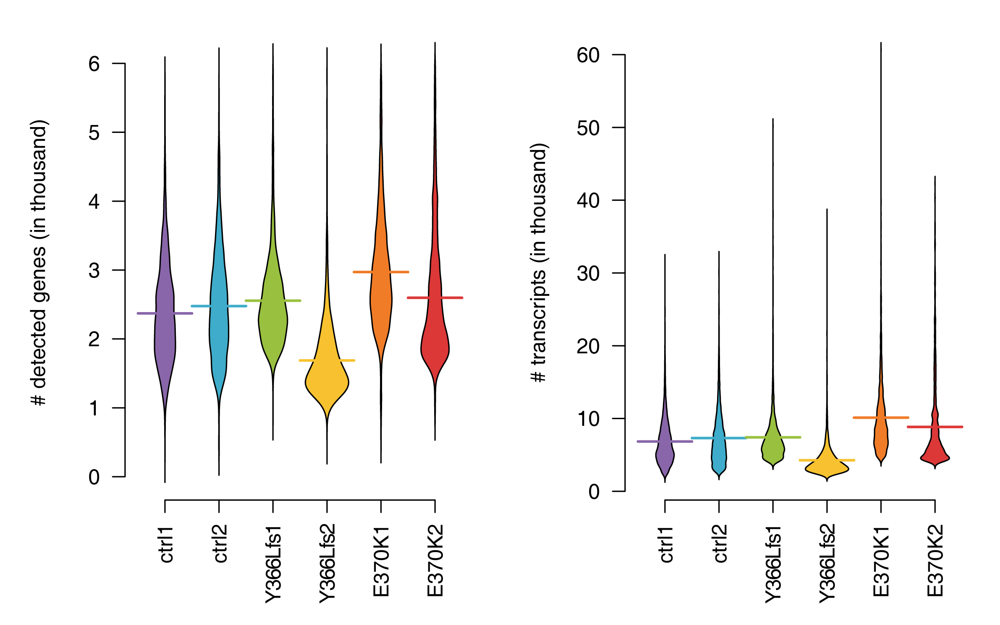 # detected genes (in thousand)
6
5
4
3
2
1
0
ctrl1
ctrl2
Y366Lfs1
Y366Lfs2
E370K1
E370K2
# transcripts (in thousand)
60
50
40
30
20
10
0
ctrl1
ctrl2
Y366Lfs1
Y366Lfs2
E370K1
E370K2